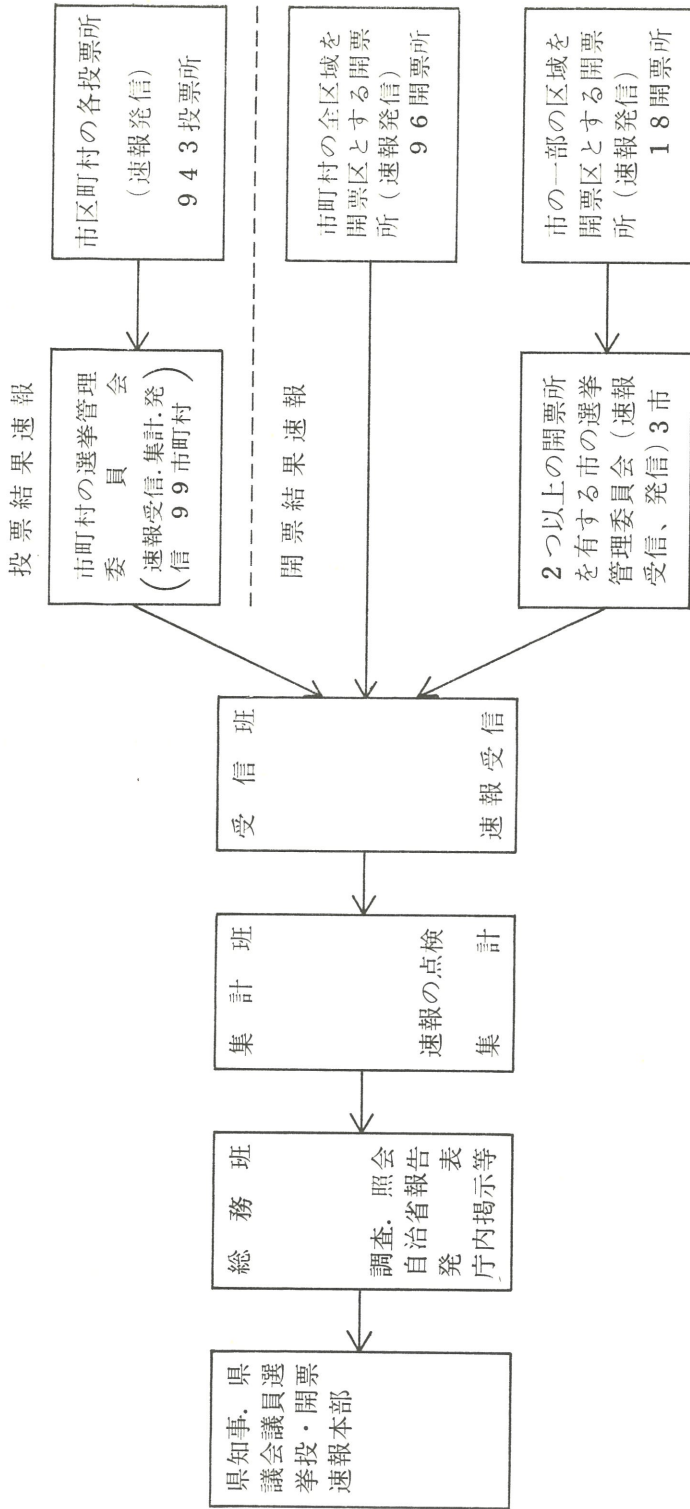 投票結果速報
市区町村の各投票所
(速報発信)
943投票所
市町村の選挙管理
委員会
(速報受信.集計.発
信 99市町村)
開票結果速報
市町村の全区域を
開票区とする開票
所(速報発信)
96開票所
市の一部の区域を
開票区とする開票
所(速報発信)
18開票所
2つ以上の開票所
を有する市の選挙
管理委員会(速報
受信、発信)3市
受信班
速報受信
集計班
速報の点検
集計
総務班
調査.照会
自治省報告
発表
庁内掲示等
県知事.県
議会議員選
挙投・開票
速報本部